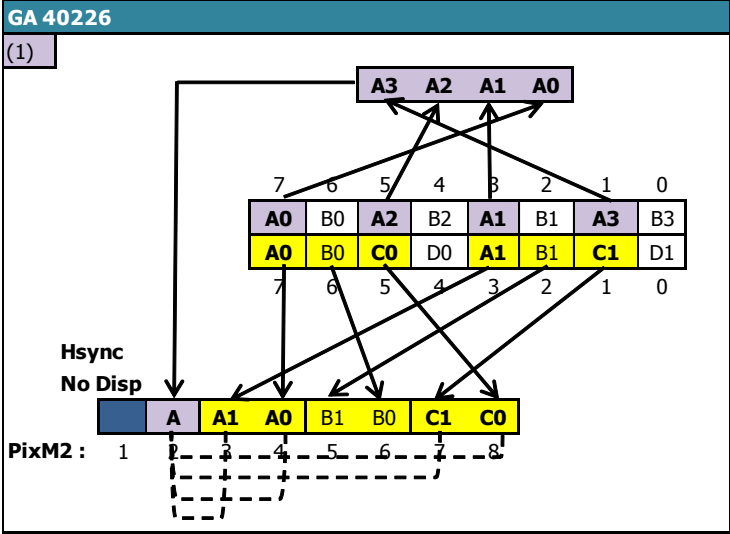 GA 40226
(1)
A3 A2 A1 A0
7 6 5 4 3 2 1 0
A0 B0 A2 B2 A1 B1 A3 B3
A0 B0 C0 D0 A1 B1 C1 D1
7 6 5 4 3 2 1 0
Hsync
No Disp
A A1 A0 B1 B0 C1 C0
PixM2 : 1 2 3 4 5 6 7 8